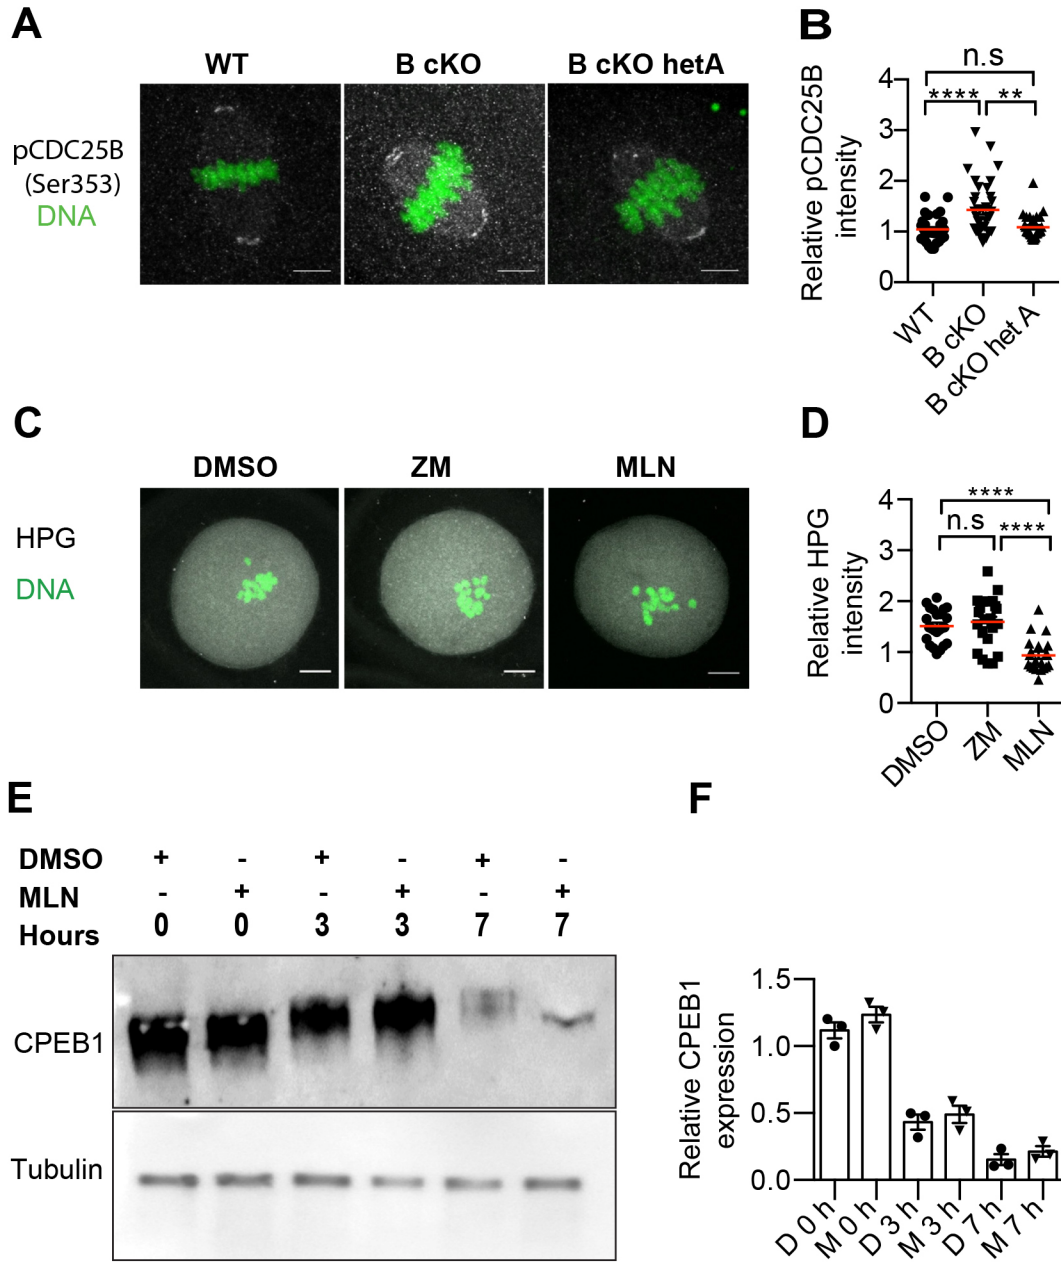 A
WT
B cKO
B cKO hetA
pCDC25B
(Ser353)
DNA
B
Relative pCDC25B
intensity
4
3
2
1
0
n.s
****
**
WT
B cKO
B cKO het A
C
DMSO
ZM
MLN
HPG
DNA
D
Relative HPG
intensity
4
3
2
1
0
****
n.s
****
DMSO
ZM
MLN
E
DMSO + - + - + -
MLN - + - + - +
Hours 0 0 3 3 7 7
CPEB1
Tubulin
F
Relative CPEB1
expression
1.5
1.0
0.5
0.0
D 0 h
M 0 h
D 3 h
M 3 h
D 7 h
M 7 h